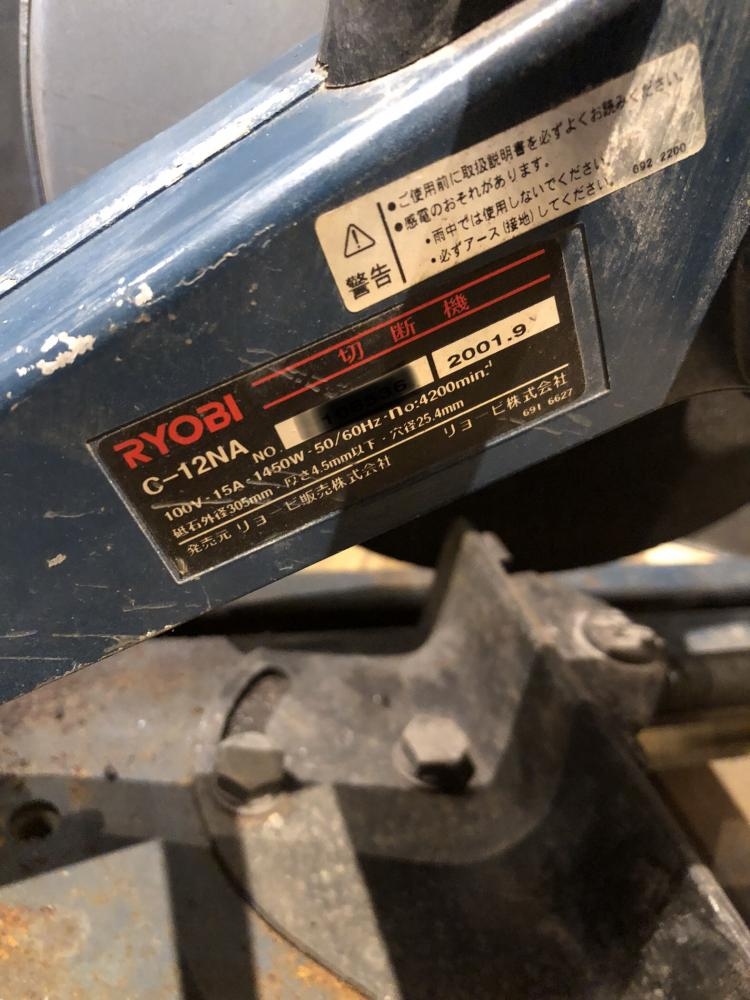 警告
●ご使用前に取扱説明書を必ずよくお読みください。
●感電のおそれがあります。
・雨中では使用しないでください。
・必ずアース(接地)してください。
692 2200
切断機
RYOBI
C-12NA NO. 2001.9
100V・15A・1450W・50/60Hz・no:4200min.-1
砥石外径305mm・厚さ4.5mm以下・穴径25.4mm
発売元 リョービ販売株式会社 リョービ株式会社
691 6627